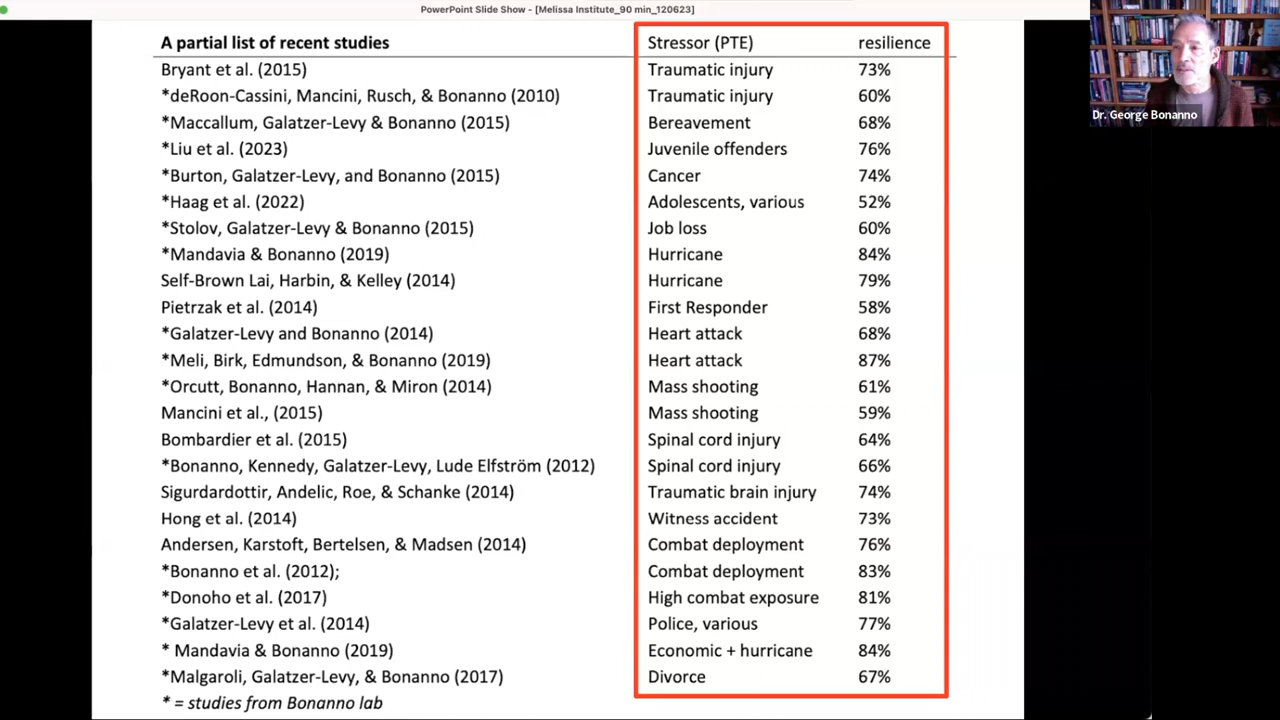 PowerPoint Slide Show - [Melissa Institute_90 min_120623]
A partial list of recent studies Stressor (PTE) resilience
Bryant et al. (2015) Traumatic injury 73%
*deRoon-Cassini, Mancini, Rusch, & Bonanno (2010) Traumatic injury 60%
*Maccallum, Galatzer-Levy & Bonanno (2015) Bereavement 68%
*Liu et al. (2023) Juvenile offenders 76%
*Burton, Galatzer-Levy, and Bonanno (2015) Cancer 74%
*Haag et al. (2022) Adolescents, various 52%
*Stolov, Galatzer-Levy & Bonanno (2015) Job loss 60%
*Mandavia & Bonanno (2019) Hurricane 84%
Self-Brown Lai, Harbin, & Kelley (2014) Hurricane 79%
Pietrzak et al. (2014) First Responder 58%
*Galatzer-Levy and Bonanno (2014) Heart attack 68%
*Meli, Birk, Edmundson, & Bonanno (2019) Heart attack 87%
*Orcutt, Bonanno, Hannan, & Miron (2014) Mass shooting 61%
Mancini et al., (2015) Mass shooting 59%
Bombardier et al. (2015) Spinal cord injury 64%
*Bonanno, Kennedy, Galatzer-Levy, Lude Elfström (2012) Spinal cord injury 66%
Sigurdardottir, Andelic, Roe, & Schanke (2014) Traumatic brain injury 74%
Hong et al. (2014) Witness accident 73%
Andersen, Karstoft, Bertelsen, & Madsen (2014) Combat deployment 76%
*Bonanno et al. (2012); Combat deployment 83%
*Donoho et al. (2017) High combat exposure 81%
*Galatzer-Levy et al. (2014) Police, various 77%
* Mandavia & Bonanno (2019) Economic + hurricane 84%
*Malgaroli, Galatzer-Levy, & Bonanno (2017) Divorce 67%
* = studies from Bonanno lab
Dr. George Bonanno